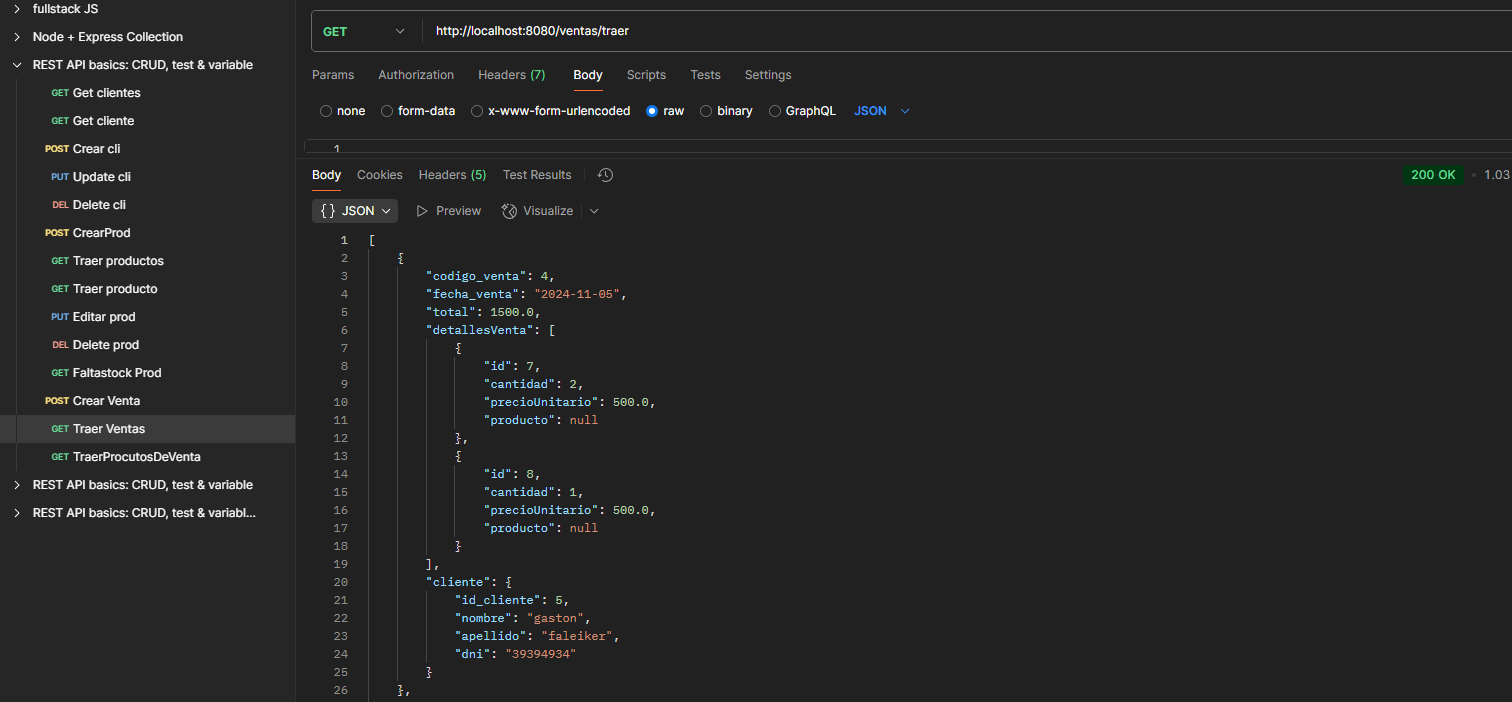 fullstack JS
Node + Express Collection
REST API basics: CRUD, test & variable
GET Get clientes
GET Get cliente
POST Crear cli
PUT Update cli
DEL Delete cli
POST CrearProd
GET Traer productos
GET Traer producto
PUT Editar prod
DEL Delete prod
GET Faltastock Prod
POST Crear Venta
GET Traer Ventas
GET TraerProcutosDeVenta
REST API basics: CRUD, test & variable
REST API basics: CRUD, test & variabl...
GET http://localhost:8080/ventas/traer
Params Authorization Headers (7) Body Scripts Tests Settings
none form-data x-www-form-urlencoded raw binary GraphQL JSON
1
Body Cookies Headers (5) Test Results 200 OK • 1.03
{} JSON Preview Visualize
1 [
2 {
3 "codigo_venta": 4,
4 "fecha_venta": "2024-11-05",
5 "total": 1500.0,
6 "detallesVenta": [
7 {
8 "id": 7,
9 "cantidad": 2,
10 "precioUnitario": 500.0,
11 "producto": null
12 },
13 {
14 "id": 8,
15 "cantidad": 1,
16 "precioUnitario": 500.0,
17 "producto": null
18 }
19 ],
20 "cliente": {
21 "id_cliente": 5,
22 "nombre": "gaston",
23 "apellido": "faleiker",
24 "dni": "39394934"
25 }
26 },